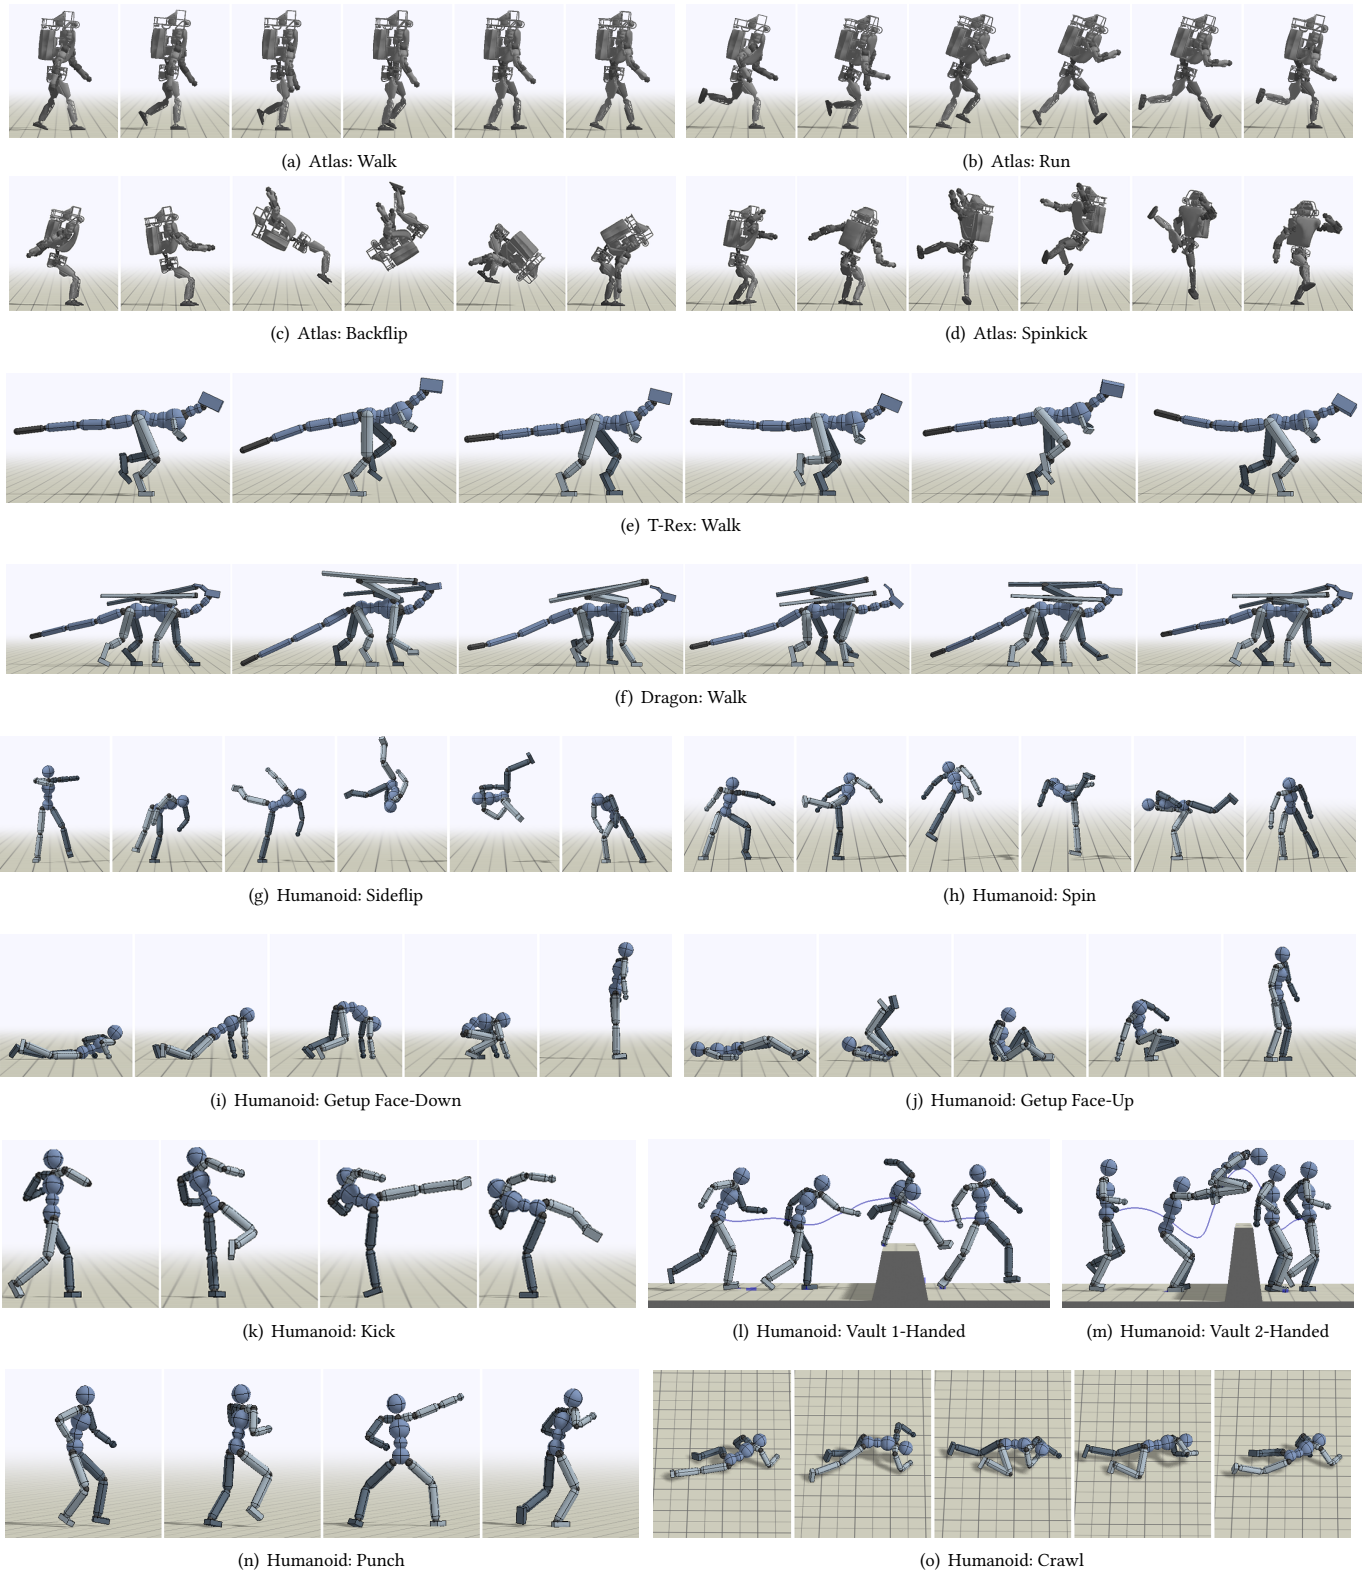 (a) Atlas: Walk
(b) Atlas: Run
(c) Atlas: Backflip
(d) Atlas: Spinkick
(e) T-Rex: Walk
(f) Dragon: Walk
(g) Humanoid: Sideflip
(h) Humanoid: Spin
(i) Humanoid: Getup Face-Down
(j) Humanoid: Getup Face-Up
(k) Humanoid: Kick
(l) Humanoid: Vault 1-Handed
(m) Humanoid: Vault 2-Handed
(n) Humanoid: Punch
(o) Humanoid: Crawl